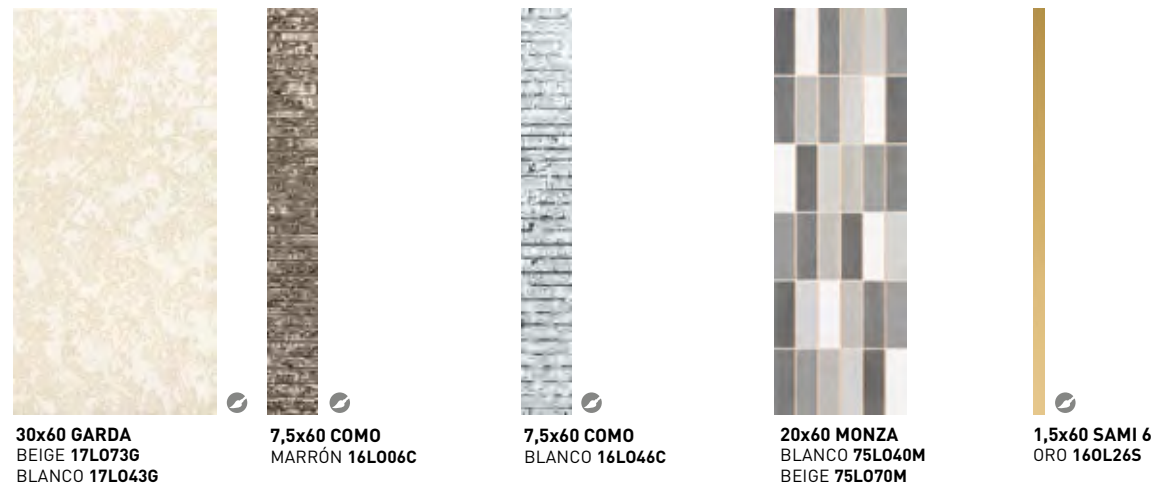 30x60 GARDA
BEIGE 17L073G
BLANCO 17L043G
7,5x60 COMO
MARRÓN 16L006C
7,5x60 COMO
BLANCO 16L046C
20x60 MONZA
BLANCO 75L040M
BEIGE 75L070M
1,5x60 SAMI 6
ORO 160L26S